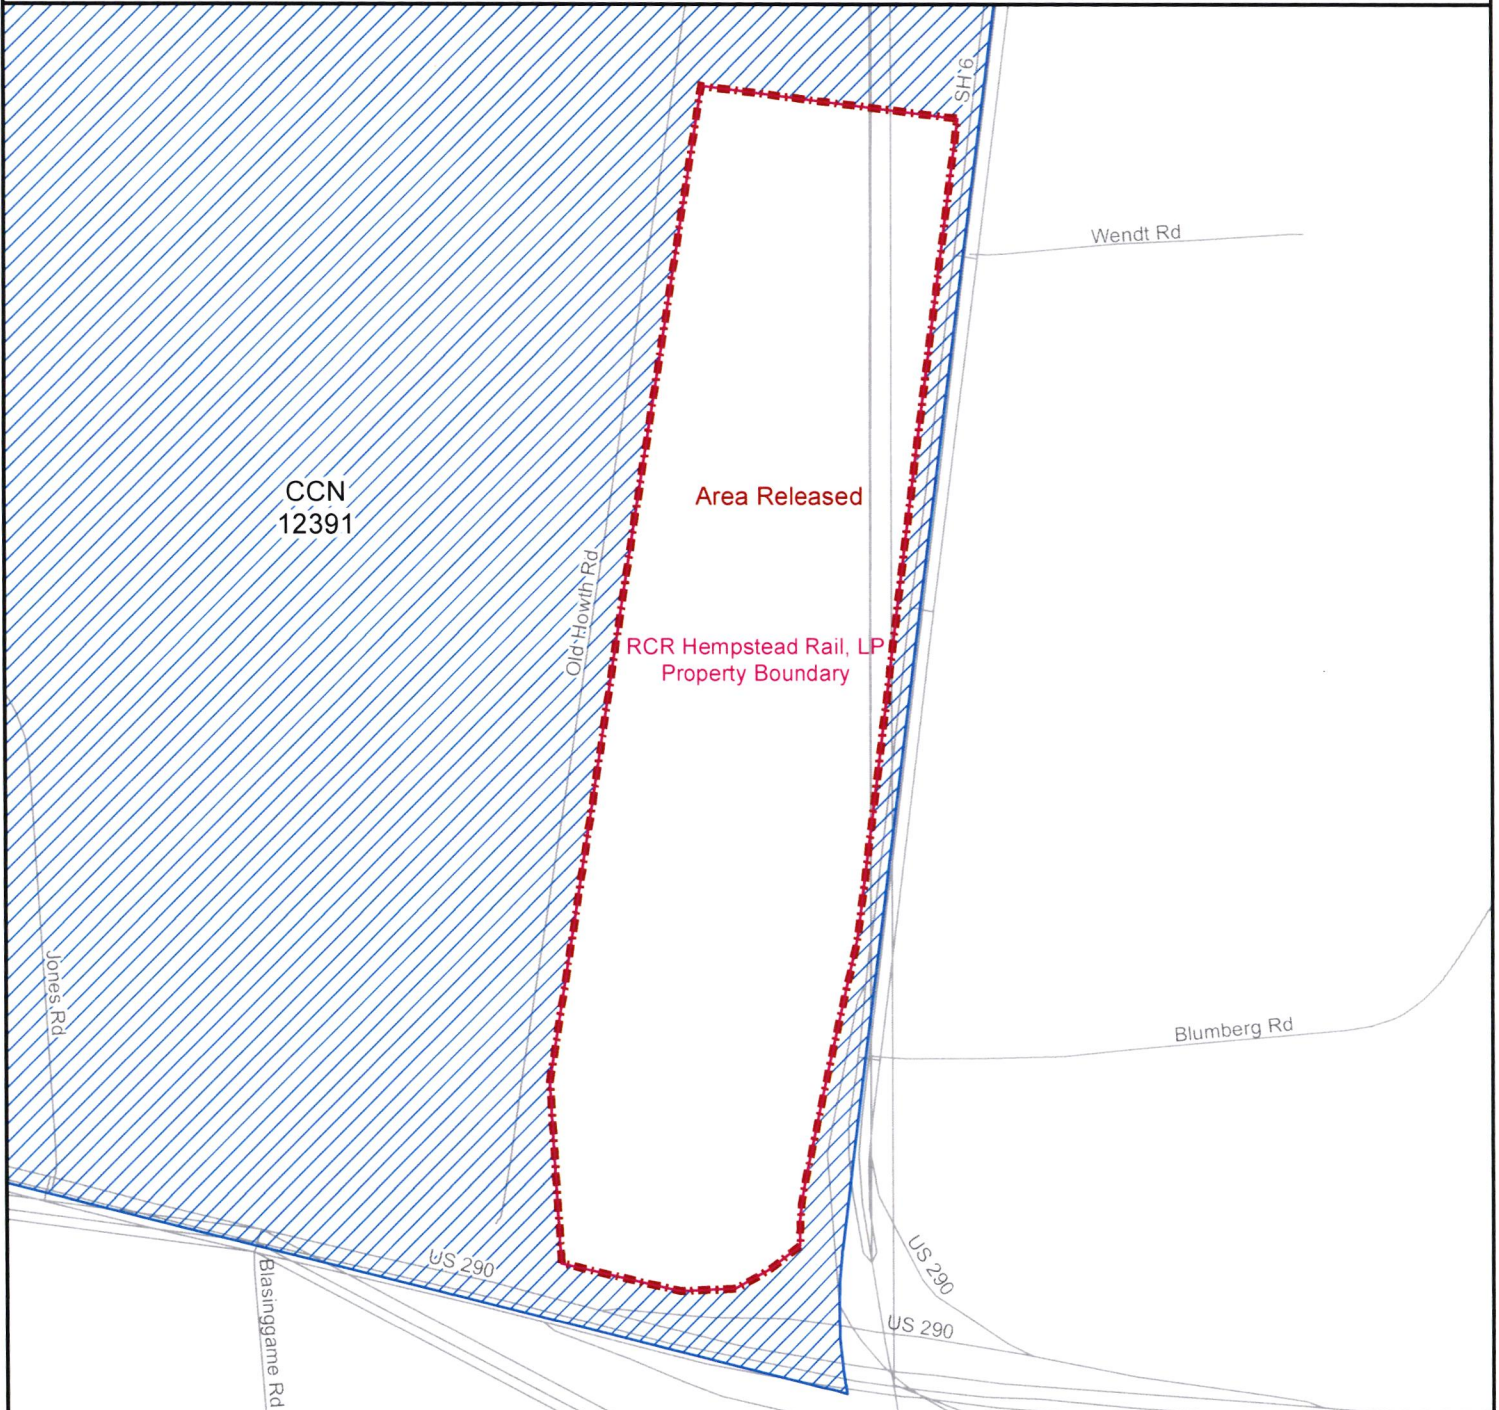 SH 6
Wendt Rd
CCN
12391
Area Released
Old Howth Rd
RCR Hempstead Rail, LP
Property Boundary
Jones Rd
Blumberg Rd
US 290
US 290
US 290
Blasinggame Rd